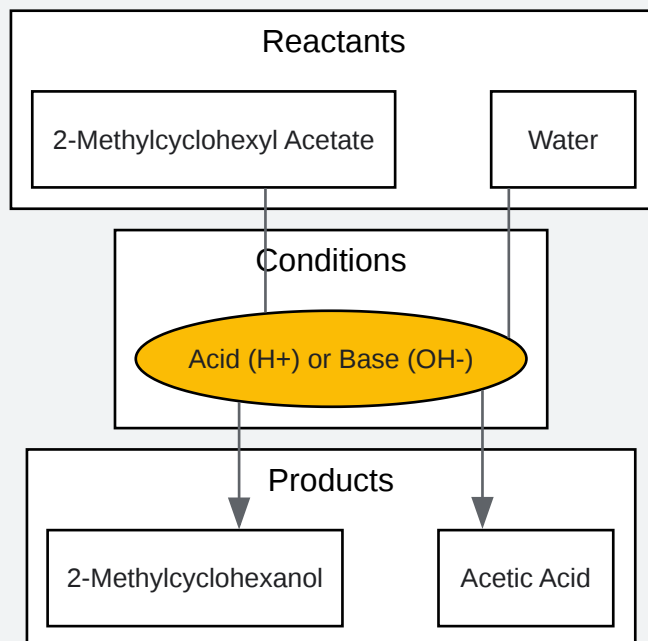 Reactants
2-Methylcyclohexyl Acetate
Water
Conditions
Acid (H+) or Base (OH-)
Products
2-Methylcyclohexanol
Acetic Acid